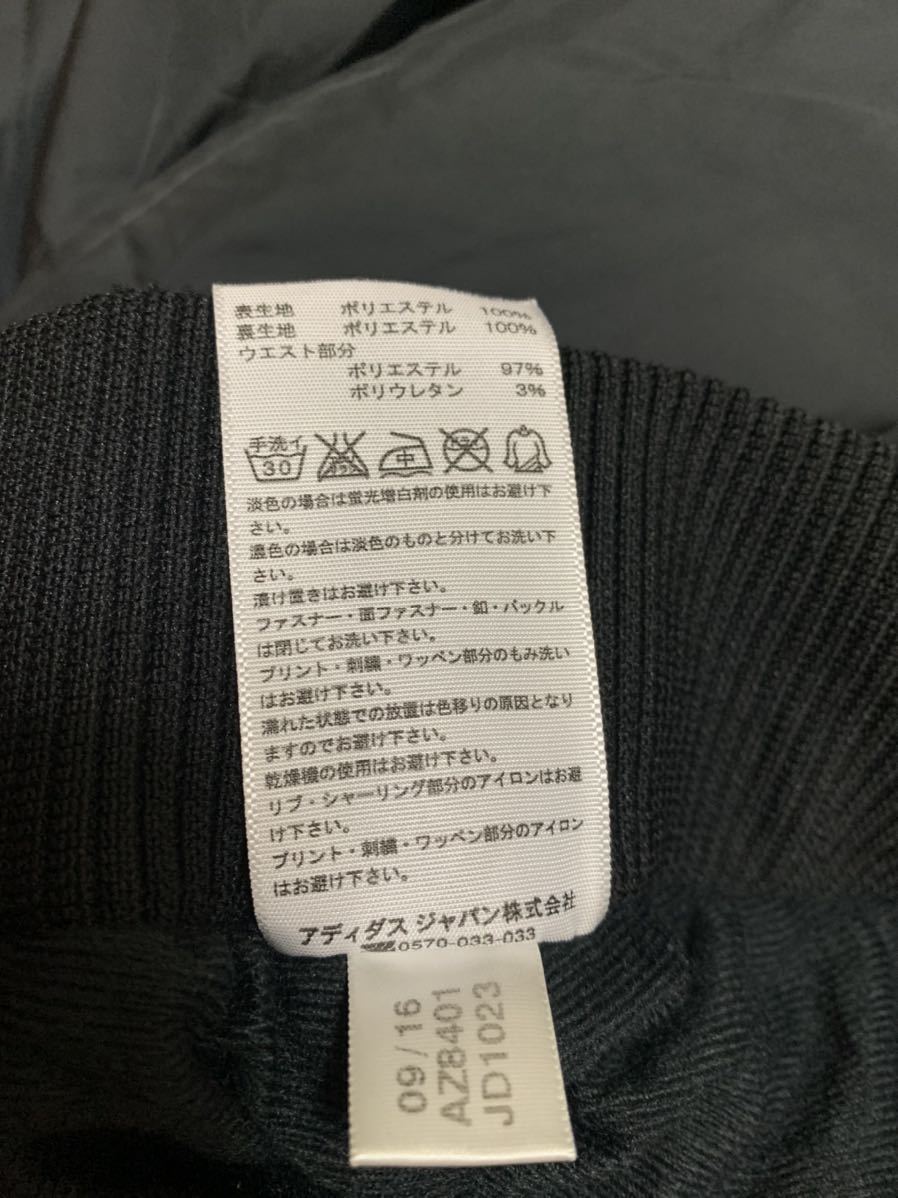 表生地 ポリエステル 100%
裏生地 ポリエステル 100%
ウエスト部分
ポリエステル 97%
ポリウレタン 3%
手洗イ
30
中
淡色の場合は蛍光増白剤の使用はお避け下
さい。
濃色の場合は淡色のものと分けてお洗い下
さい。
漬け置きはお避け下さい。
ファスナー・面ファスナー・釦・バックル
は閉じてお洗い下さい。
プリント・刺繍・ワッペン部分のもみ洗い
はお避け下さい。
濡れた状態での放置は色移りの原因となり
ますのでお避け下さい。
乾燥機の使用はお避け下さい。
リブ・シャーリング部分のアイロンはお避
け下さい。
プリント・刺繍・ワッペン部分のアイロン
はお避け下さい。
アディダス ジャパン株式会社
0570-033-033
09/16
AZ8401
JD1023